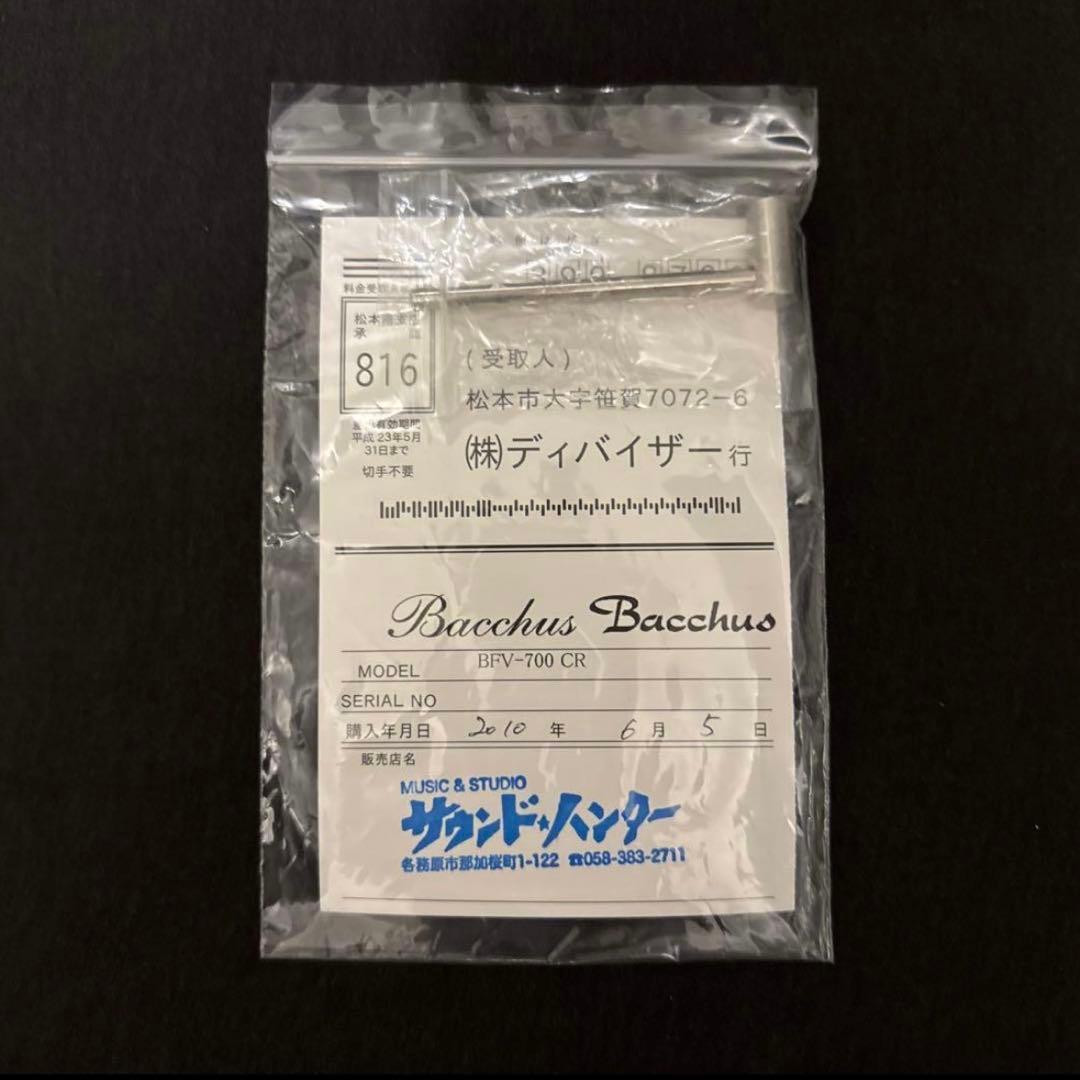 料金受取人
松本南支店
承認
816
差出有効期間
平成23年5月
31日まで
切手不要
(受取人)
松本市大字笹賀7072-6
(株)ディバイザー行
Bacchus Bacchus
MODEL BFV-700 CR
SERIAL NO
購入年月日 2010 年 6 月 5 日
販売店名
MUSIC & STUDIO
サウンド★ハンター
各務原市那加桜町1-122 ☎058-383-2711